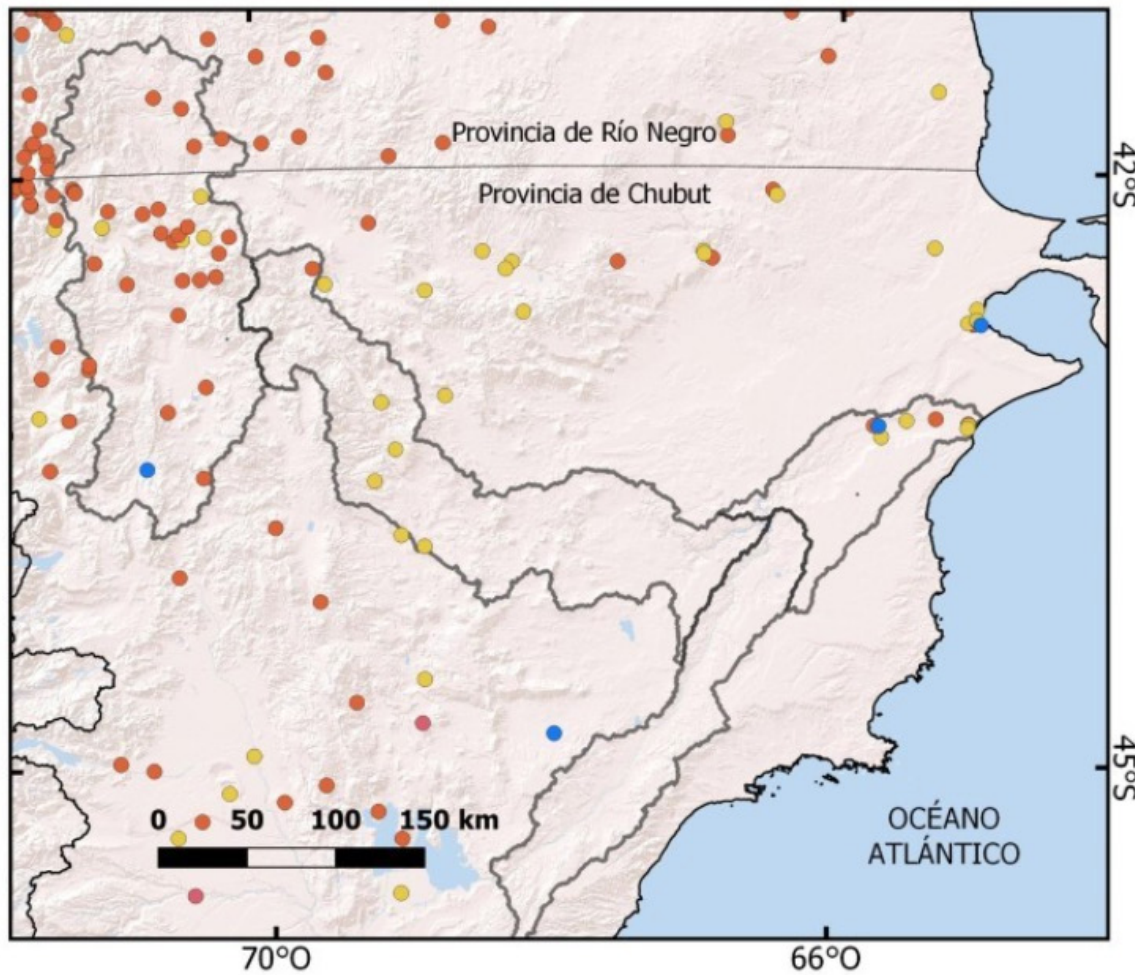 Provincia de Río Negro
42°S
Provincia de Chubut
45°S
0 50 100 150 km
OCÉANO
ATLÁNTICO
70°O
66°O